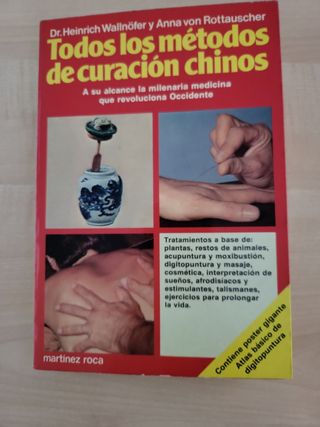 Dr. Heinrich Wallnöfer y Anna von Rottauscher
Todos los métodos
de curación chinos
A su alcance la milenaria medicina
que revoluciona Occidente
Tratamientos a base de:
plantas, restos de animales,
acupuntura y moxibustión,
digitopuntura y masaje,
cosmética, interpretación de
sueños, afrodisíacos y
estimulantes, talismanes,
ejercicios para prolongar
la vida.
Contiene poster gigante
Atlas básico de
digitopuntura
martínez roca